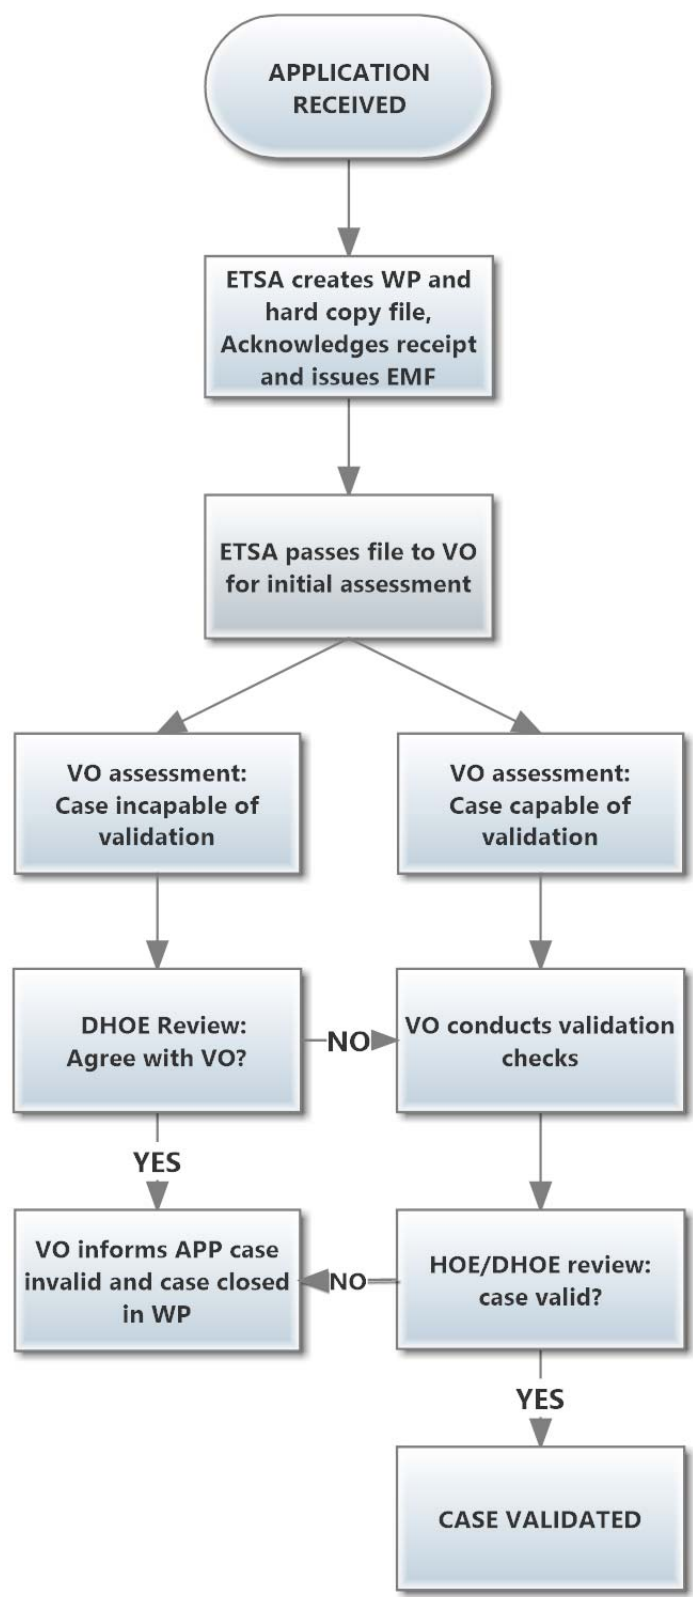 APPLICATION
RECEIVED
ETSA creates WP and
hard copy file,
Acknowledges receipt
and issues EMF
ETSA passes file to VO
for initial assessment
VO assessment:
Case incapable of
validation
VO assessment:
Case capable of
validation
DHOE Review:
Agree with VO?
NO
VO conducts validation
checks
YES
VO informs APP case
invalid and case closed
in WP
NO
HOE/DHOE review:
case valid?
YES
CASE VALIDATED